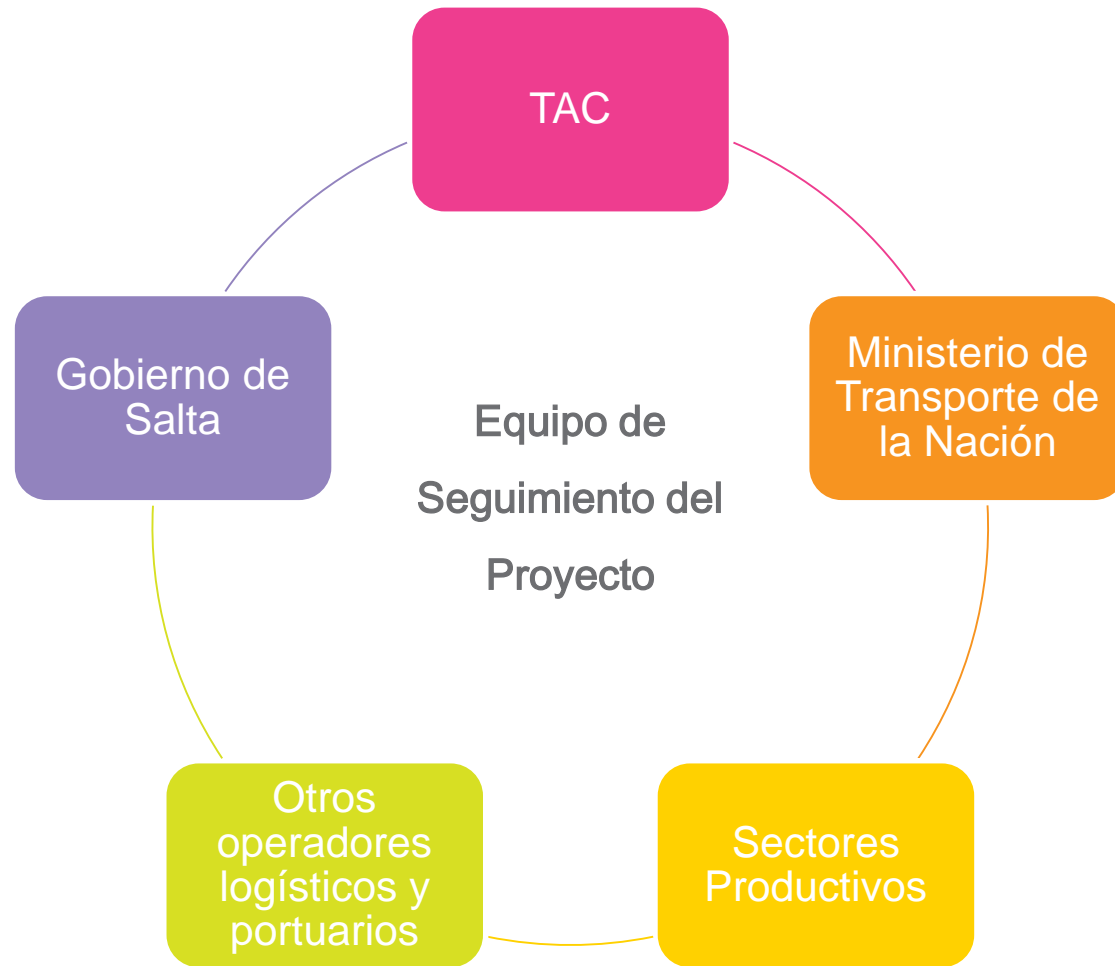 TAC
Gobierno de
Salta
Ministerio de
Transporte de
la Nación
Equipo de
Seguimiento del
Proyecto
Otros
operadores
logísticos y
portuarios
Sectores
Productivos